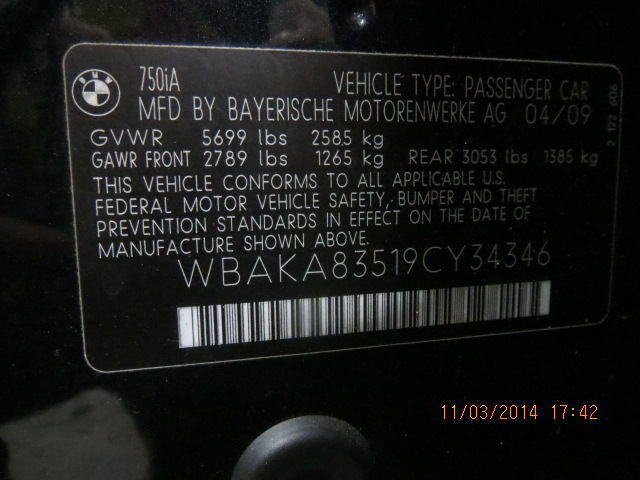 BMW
750iA VEHICLE TYPE: PASSENGER CAR
MFD BY BAYERISCHE MOTORENWERKE AG 04/09
GVWR 5699 lbs 2585 kg
GAWR FRONT 2789 lbs 1265 kg REAR 3053 lbs 1385 kg
THIS VEHICLE CONFORMS TO ALL APPLICABLE U.S.
FEDERAL MOTOR VEHICLE SAFETY, BUMPER AND THEFT
PREVENTION STANDARDS IN EFFECT ON THE DATE OF
MANUFACTURE SHOWN ABOVE.
WBAKA83519CY34346
2 122 606
11/03/2014 17:42